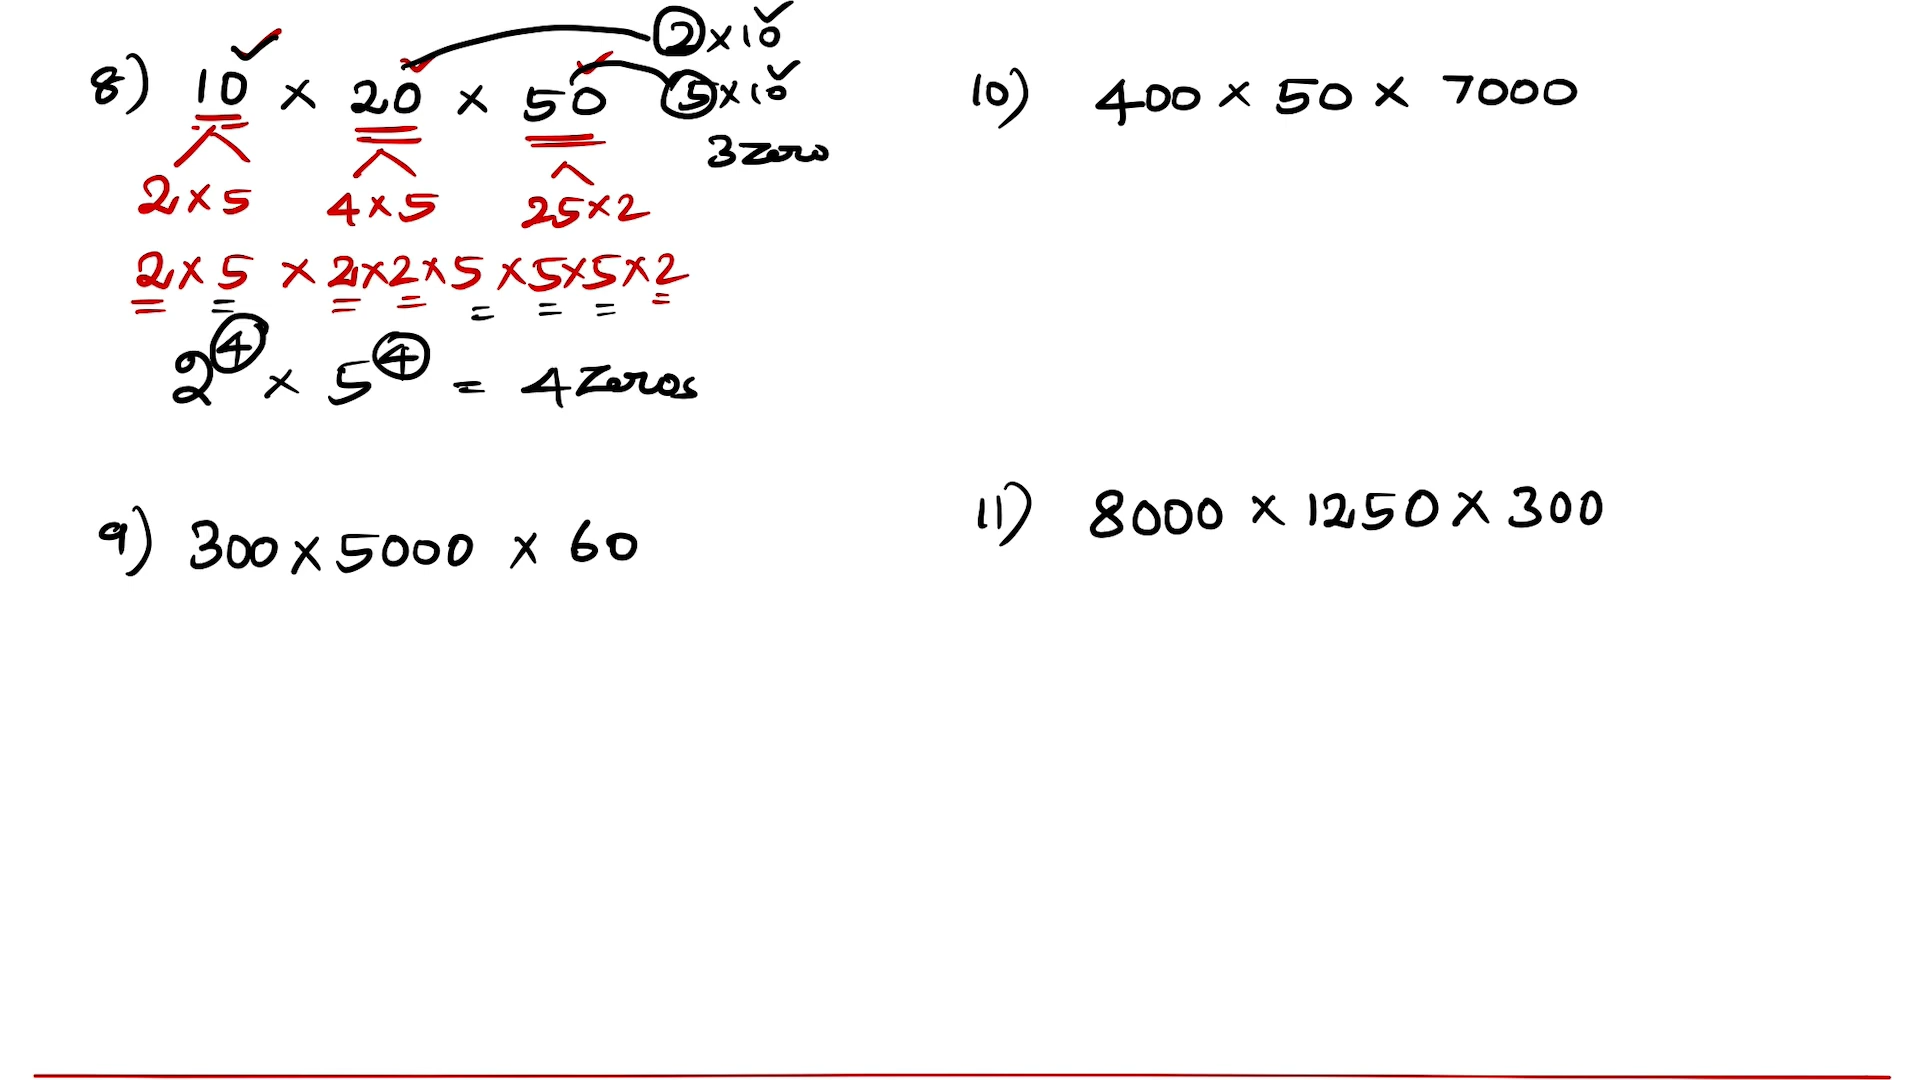 8) 10 × 20 × 50
2 × 10
5 × 10
3 zero
2 × 5   4 × 5   25 × 2
2 × 5 × 2 × 2 × 5 × 5 × 5 × 2
2⁴ × 5⁴ = 4 Zeros
9) 300 × 5000 × 60
10) 400 × 50 × 7000
11) 8000 × 1250 × 300